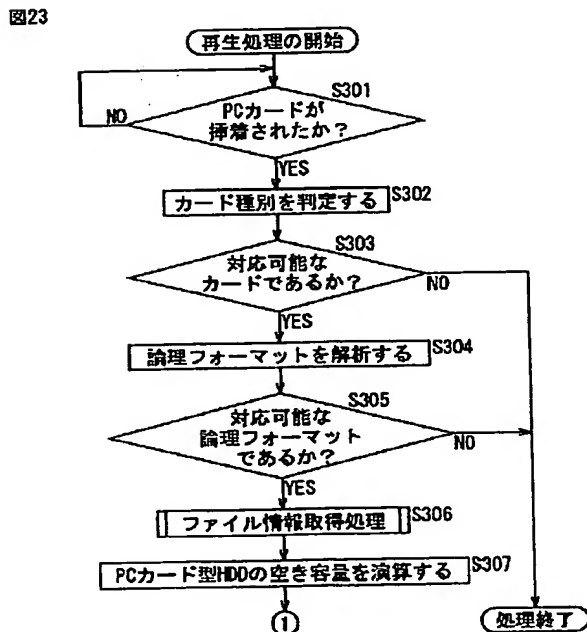 図23
再生処理の開始
S301
PCカードが
挿着されたか？
NO
YES
カード種別を判定する
S302
S303
対応可能な
カードであるか？
NO
YES
論理フォーマットを解析する
S304
S305
対応可能な
論理フォーマット
であるか？
NO
YES
ファイル情報取得処理
S306
PCカード型HDDの空き容量を演算する
S307
1
処理終了